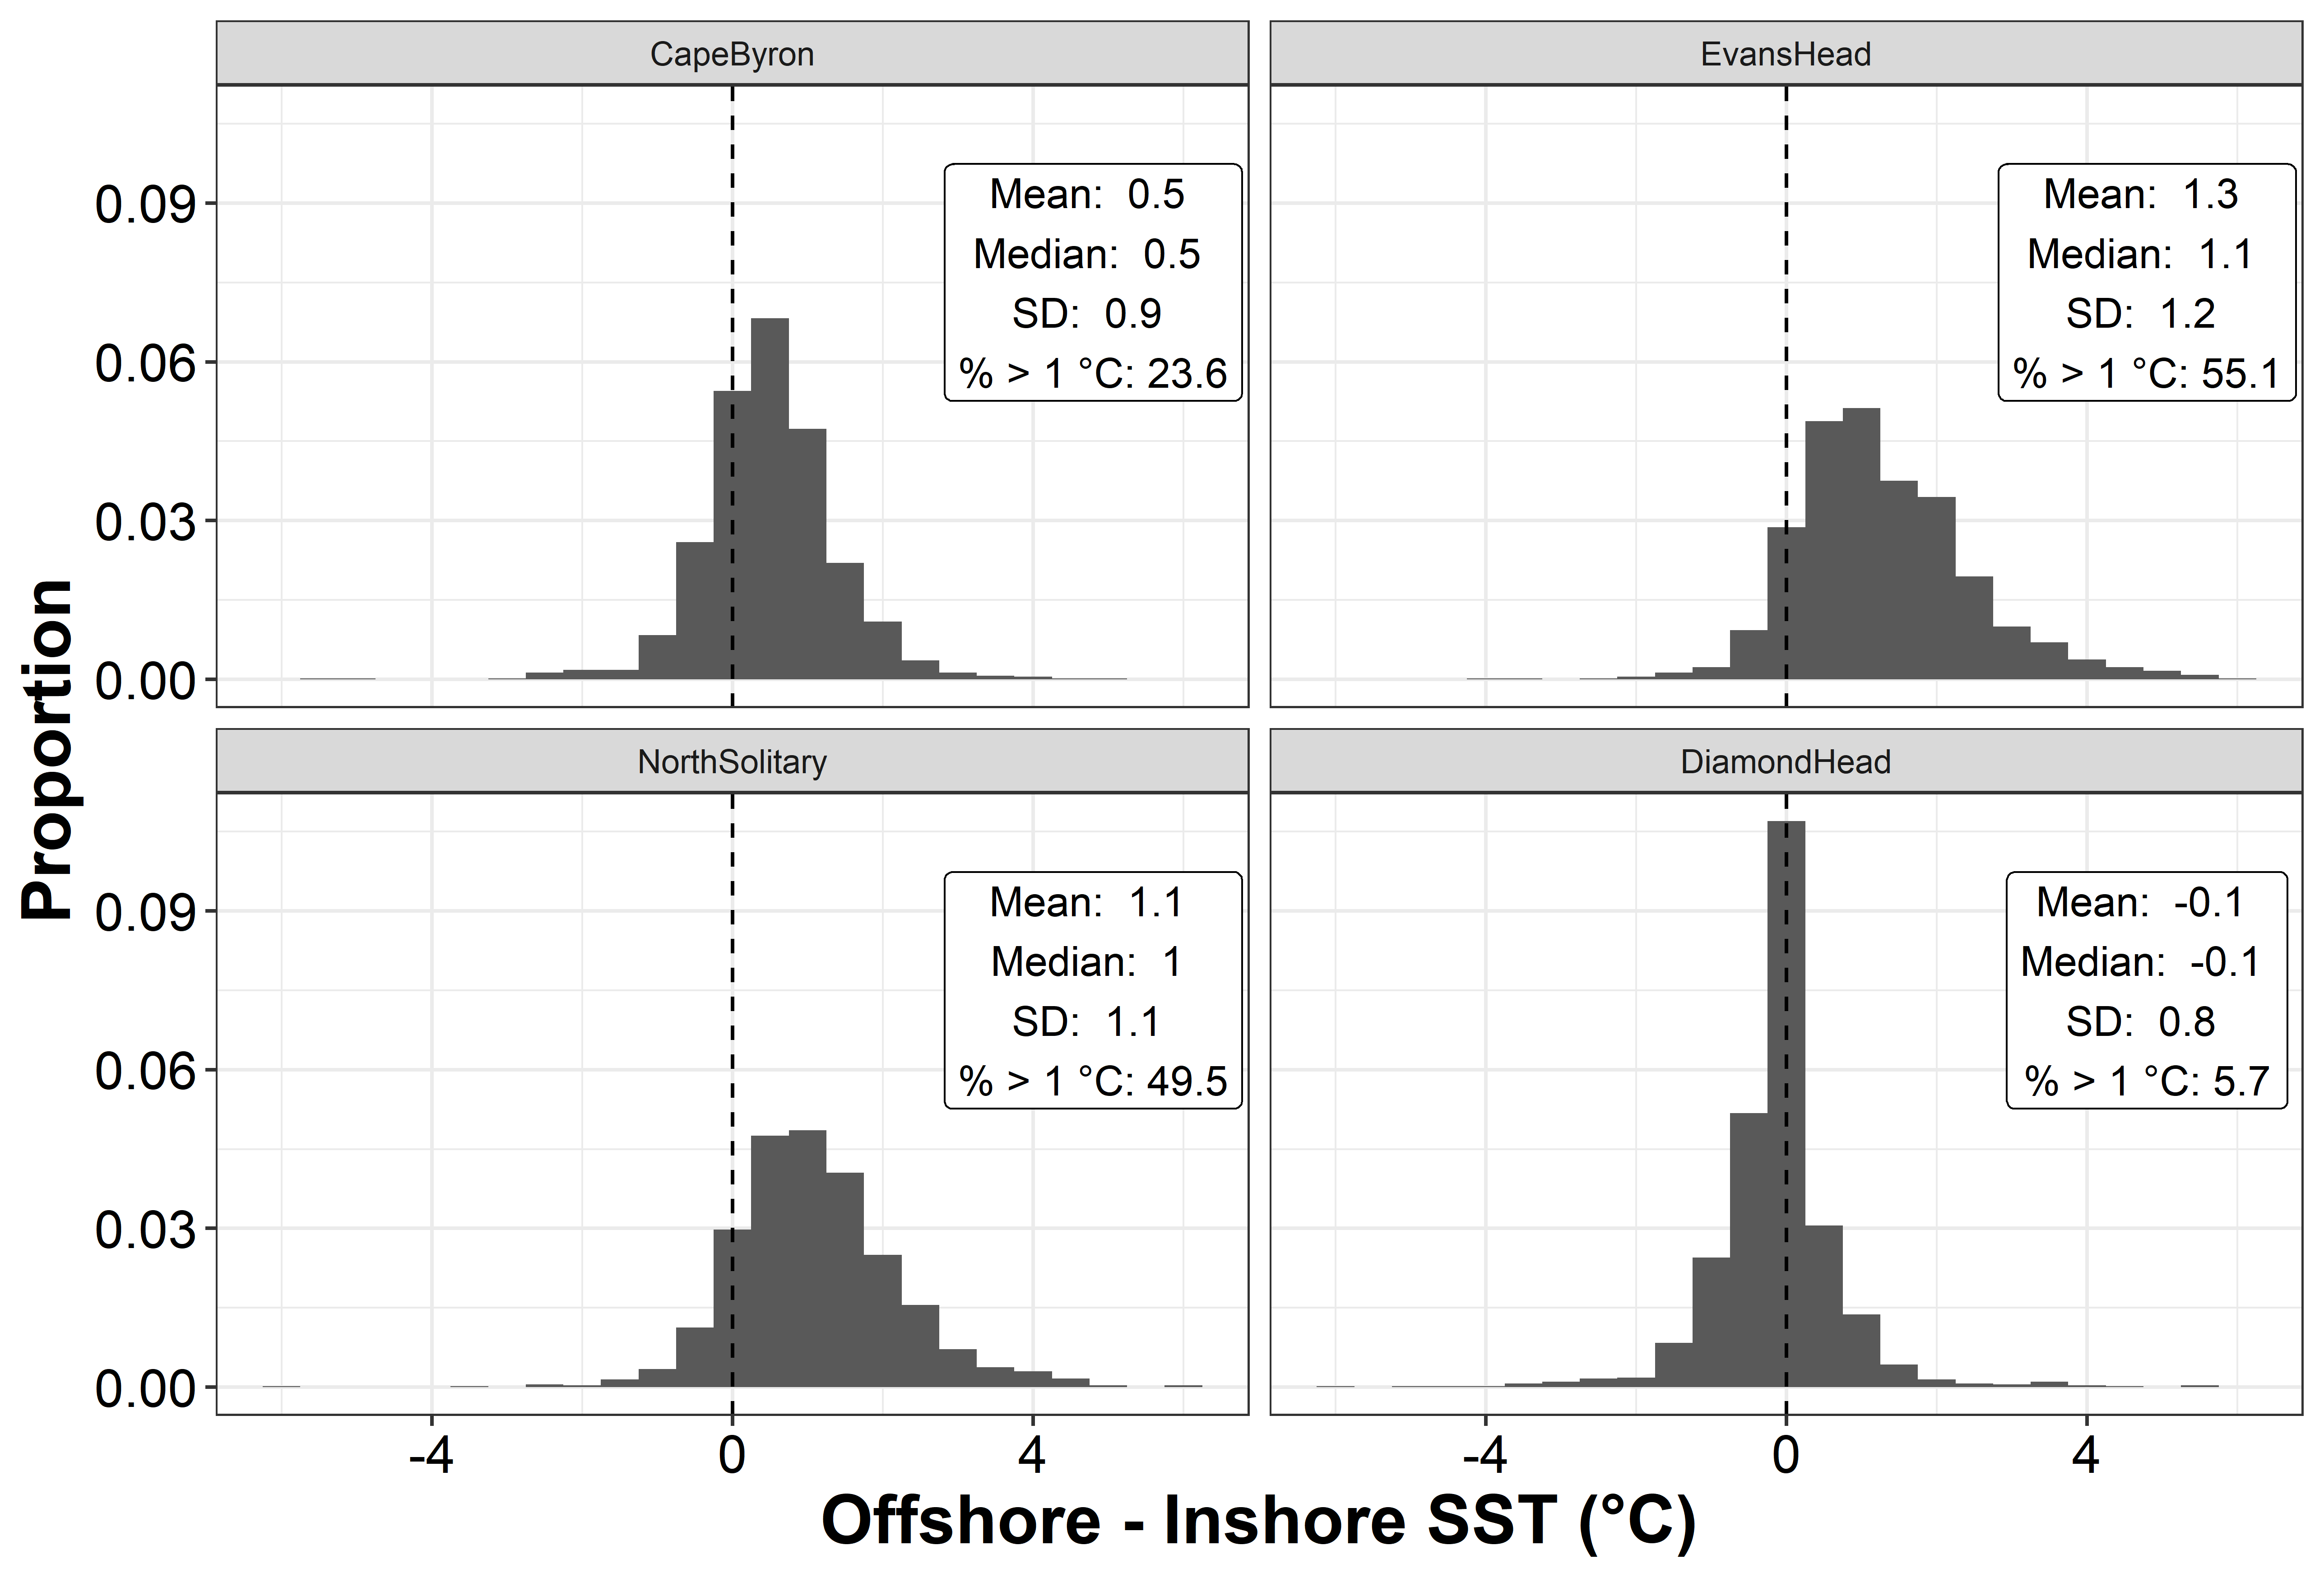 CapeByron
EvansHead
Mean: 0.5
Median: 0.5
SD: 0.9
% > 1 °C: 23.6
Mean: 1.3
Median: 1.1
SD: 1.2
% > 1 °C: 55.1
0.09
0.06
0.03
0.00
Proportion
NorthSolitary
DiamondHead
Mean: 1.1
Median: 1
SD: 1.1
% > 1 °C: 49.5
Mean: -0.1
Median: -0.1
SD: 0.8
% > 1 °C: 5.7
0.09
0.06
0.03
0.00
-4 0 4
-4 0 4
Offshore - Inshore SST (°C)